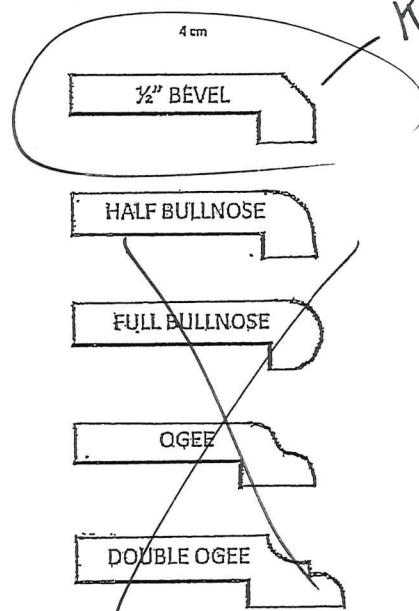 4 cm
K
½" BEVEL
HALF BULLNOSE
FULL BULLNOSE
OGEE
DOUBLE OGEE